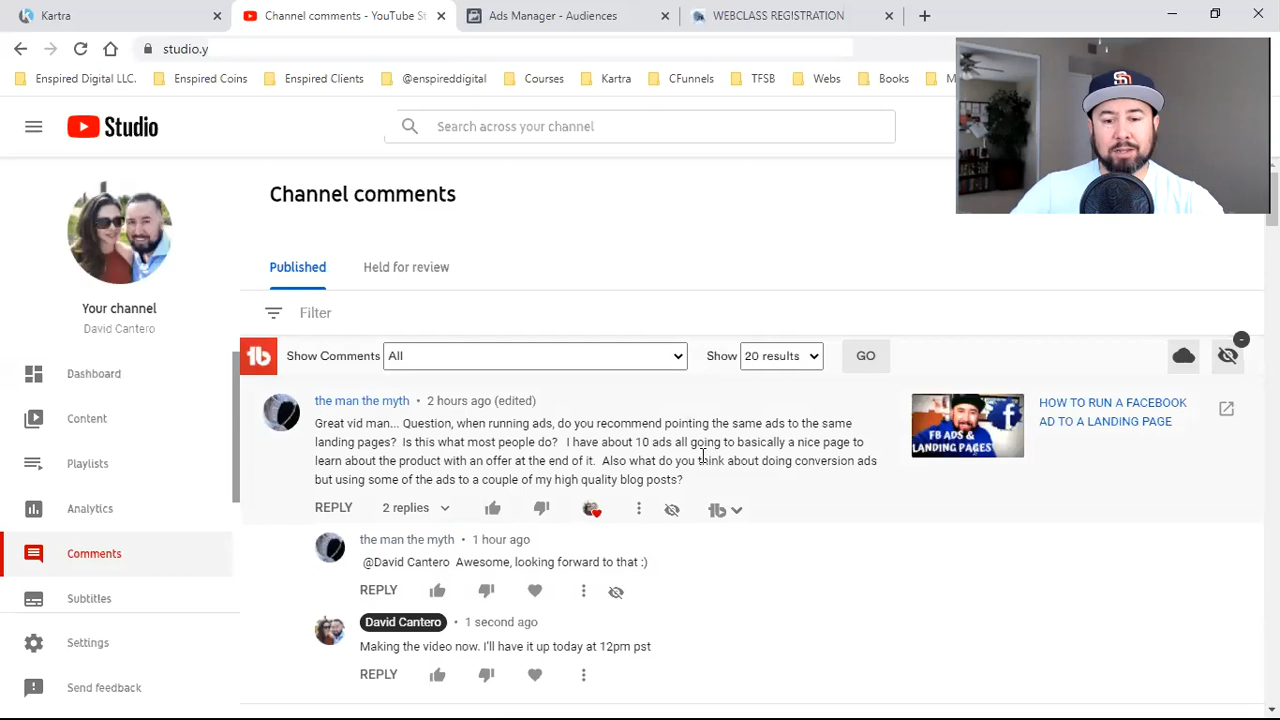 Kartra
Channel comments - YouTube St
Ads Manager - Audiences
WEBCLASS REGISTRATION
studio.y
Enspired Digital LLC.
Enspired Coins
Enspired Clients
@enspireddigital
Courses
Kartra
CFunnels
TFSB
Webs
Books
M
Studio
Search across your channel
Channel comments
Your channel
David Cantero
Published
Held for review
Filter
Show Comments
All
Show
20 results
GO
Dashboard
Content
Playlists
Analytics
Comments
Subtitles
Settings
Send feedback
the man the myth • 2 hours ago (edited)
Great vid man... Question, when running ads, do you recommend pointing the same ads to the same
landing pages? Is this what most people do? I have about 10 ads all going to basically a nice page to
learn about the product with an offer at the end of it. Also what do you think about doing conversion ads
but using some of the ads to a couple of my high quality blog posts?
FB ADS &
LANDING PAGES
HOW TO RUN A FACEBOOK
AD TO A LANDING PAGE
REPLY
2 replies
the man the myth • 1 hour ago
@David Cantero Awesome, looking forward to that :)
REPLY
David Cantero • 1 second ago
Making the video now. I'll have it up today at 12pm pst
REPLY